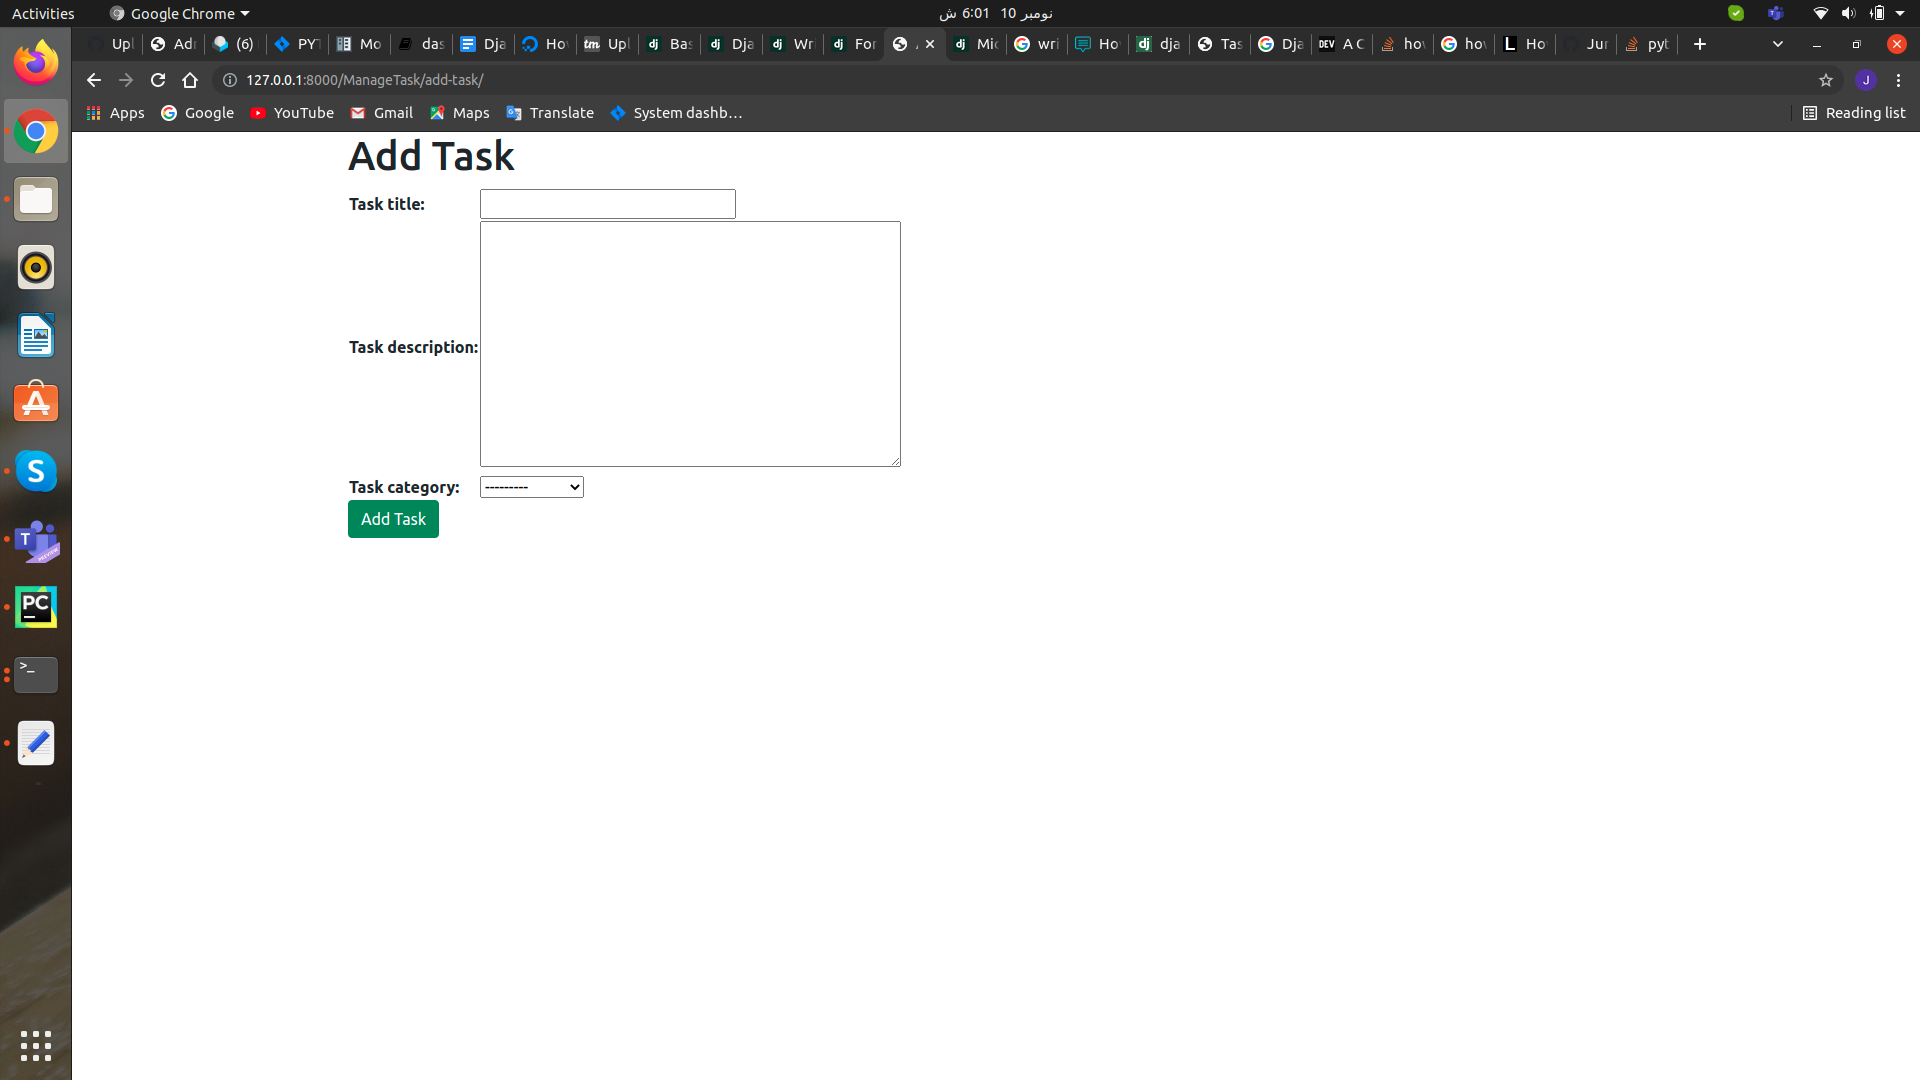 Activities Google Chrome نومبر 10 6:01 ش
Upl Adı (6) PYT Mo das Dja Ho Upl Bas Dja Wri For Mic wri Ho dja Tas Dja A C ho ho Ho Jur pyt
127.0.0.1:8000/ManageTask/add-task/ J
Apps Google YouTube Gmail Maps Translate System dashb… Reading list
Add Task
Task title:
Task description:
Task category: ---------
Add Task